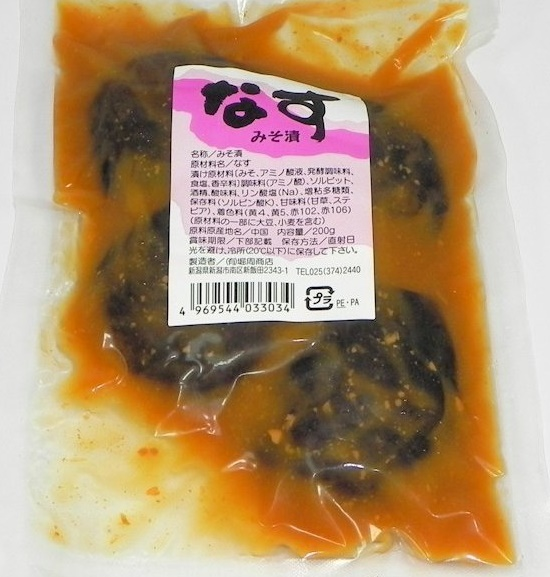 なす
みそ漬
名称／みそ漬
原材料名／なす
漬け原材料〔みそ、アミノ酸液、発酵調味料、
食塩、香辛料〕調味料(アミノ酸)、ソルビット、
酒精、酸味料、リン酸塩(Na)、増粘多糖類、
保存料(ソルビン酸K)、甘味料(甘草、ステ
ビア)、着色料(黄4、黄5、赤102、赤106)
(原材料の一部に大豆、小麦を含む)
原料原産地名／中国 内容量／200g
賞味期限／下部記載 保存方法／直射日
光を避け、冷所(20℃以下)に保存して下さい。
製造者／㈲堀周商店
新潟県新潟市南区新飯田2343-1 TEL025(374)2440
4 969544 033034
プラ
PE・PA